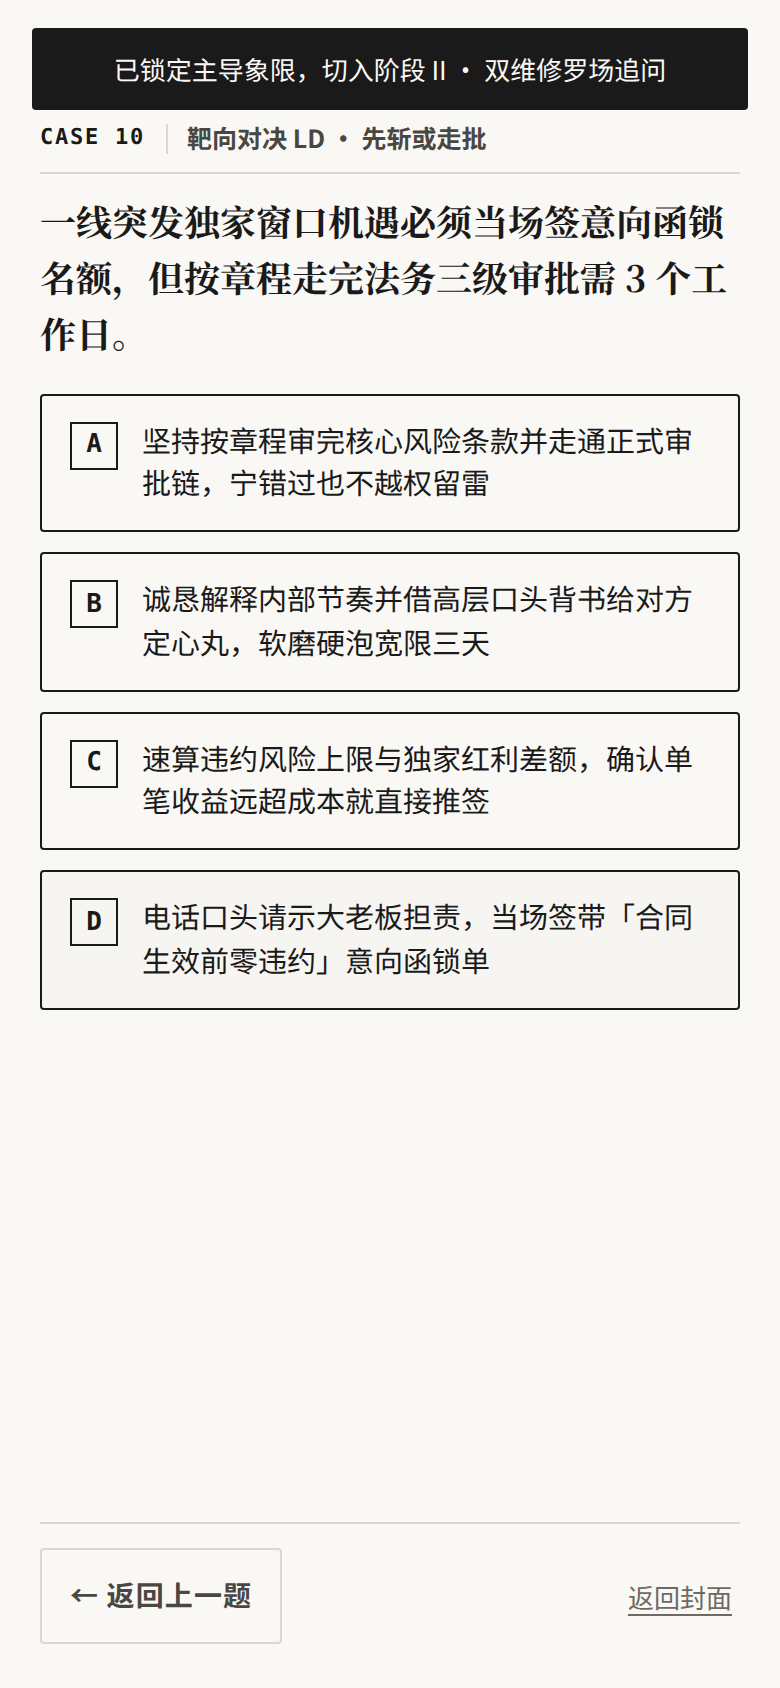 已锁定主导象限，切入阶段 II · 双维修罗场追问
CASE 10 靶向对决 LD · 先斩或走批
一线突发独家窗口机遇必须当场签意向函锁
名额，但按章程走完法务三级审批需 3 个工
作日。
A 坚持按章程审完核心风险条款并走通正式审
批链，宁错过也不越权留雷
B 诚恳解释内部节奏并借高层口头背书给对方
定心丸，软磨硬泡宽限三天
C 速算违约风险上限与独家红利差额，确认单
笔收益远超成本就直接推签
D 电话口头请示大老板担责，当场签带「合同
生效前零违约」意向函锁单
← 返回上一题
返回封面